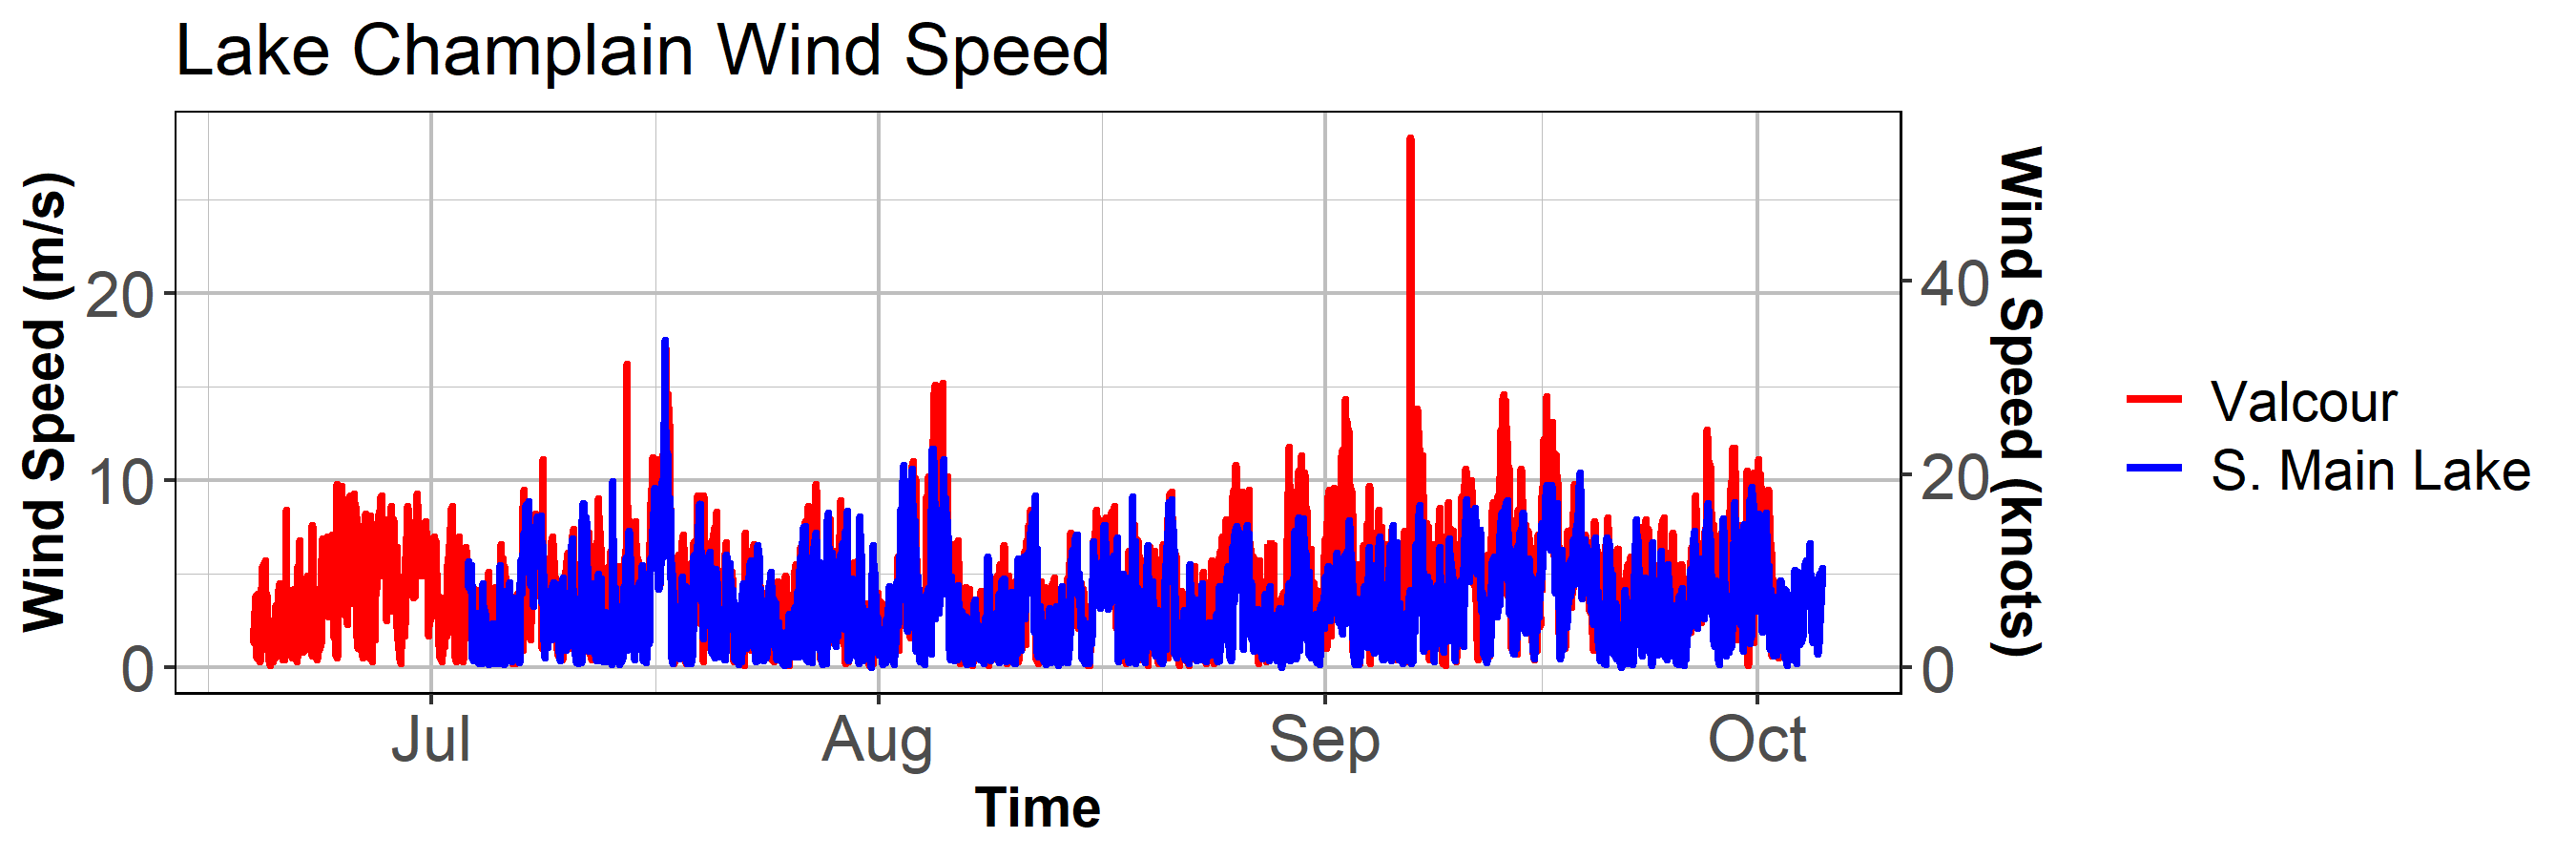 Lake Champlain Wind Speed
Wind Speed (m/s)
20
10
0
40
20
0
Wind Speed (knots)
Jul Aug Sep Oct
Time
Valcour
S. Main Lake